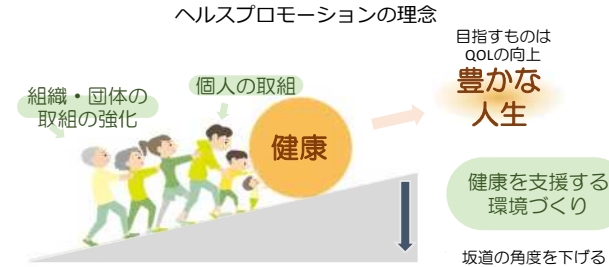 ヘルスプロモーションの理念
目指すものは
QOLの向上
豊かな
人生
組織・団体の
取組の強化
個人の取組
健康
健康を支援する
環境づくり
坂道の角度を下げる